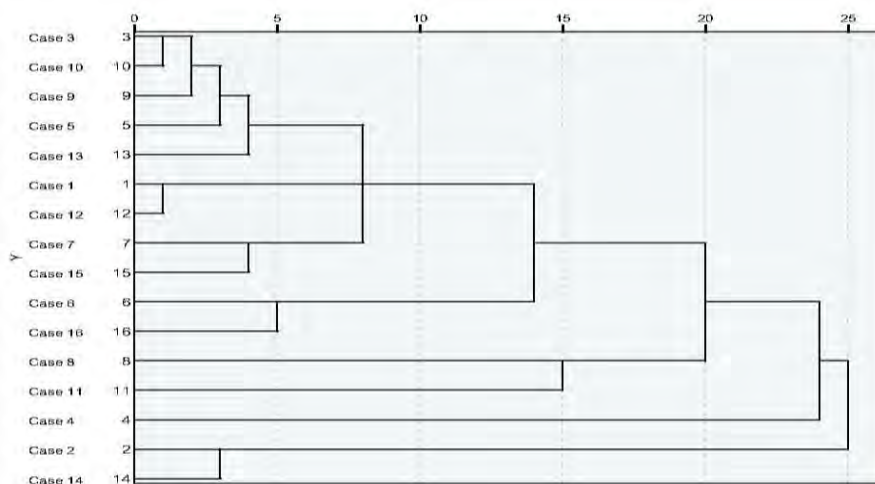 0 5 10 15 20 25
Case 3 3
Case 10 10
Case 9 9
Case 5 5
Case 13 13
Case 1 1
Case 12 12
Case 7 7
Y
Case 15 15
Case 6 6
Case 16 16
Case 8 8
Case 11 11
Case 4 4
Case 2 2
Case 14 14